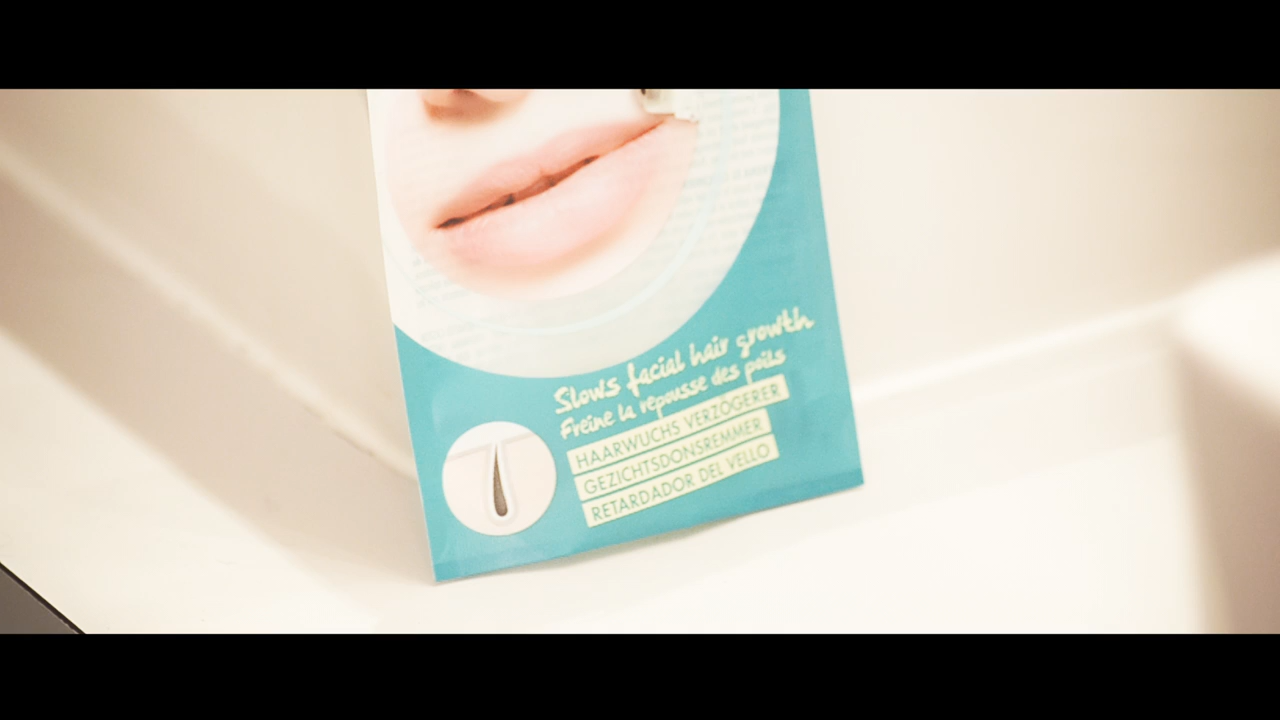 Slows facial hair growth
Freine la repousse des poils
HAARWUCHS VERZÖGERER
GEZICHTSDONSREMMER
RETARDADOR DEL VELLO